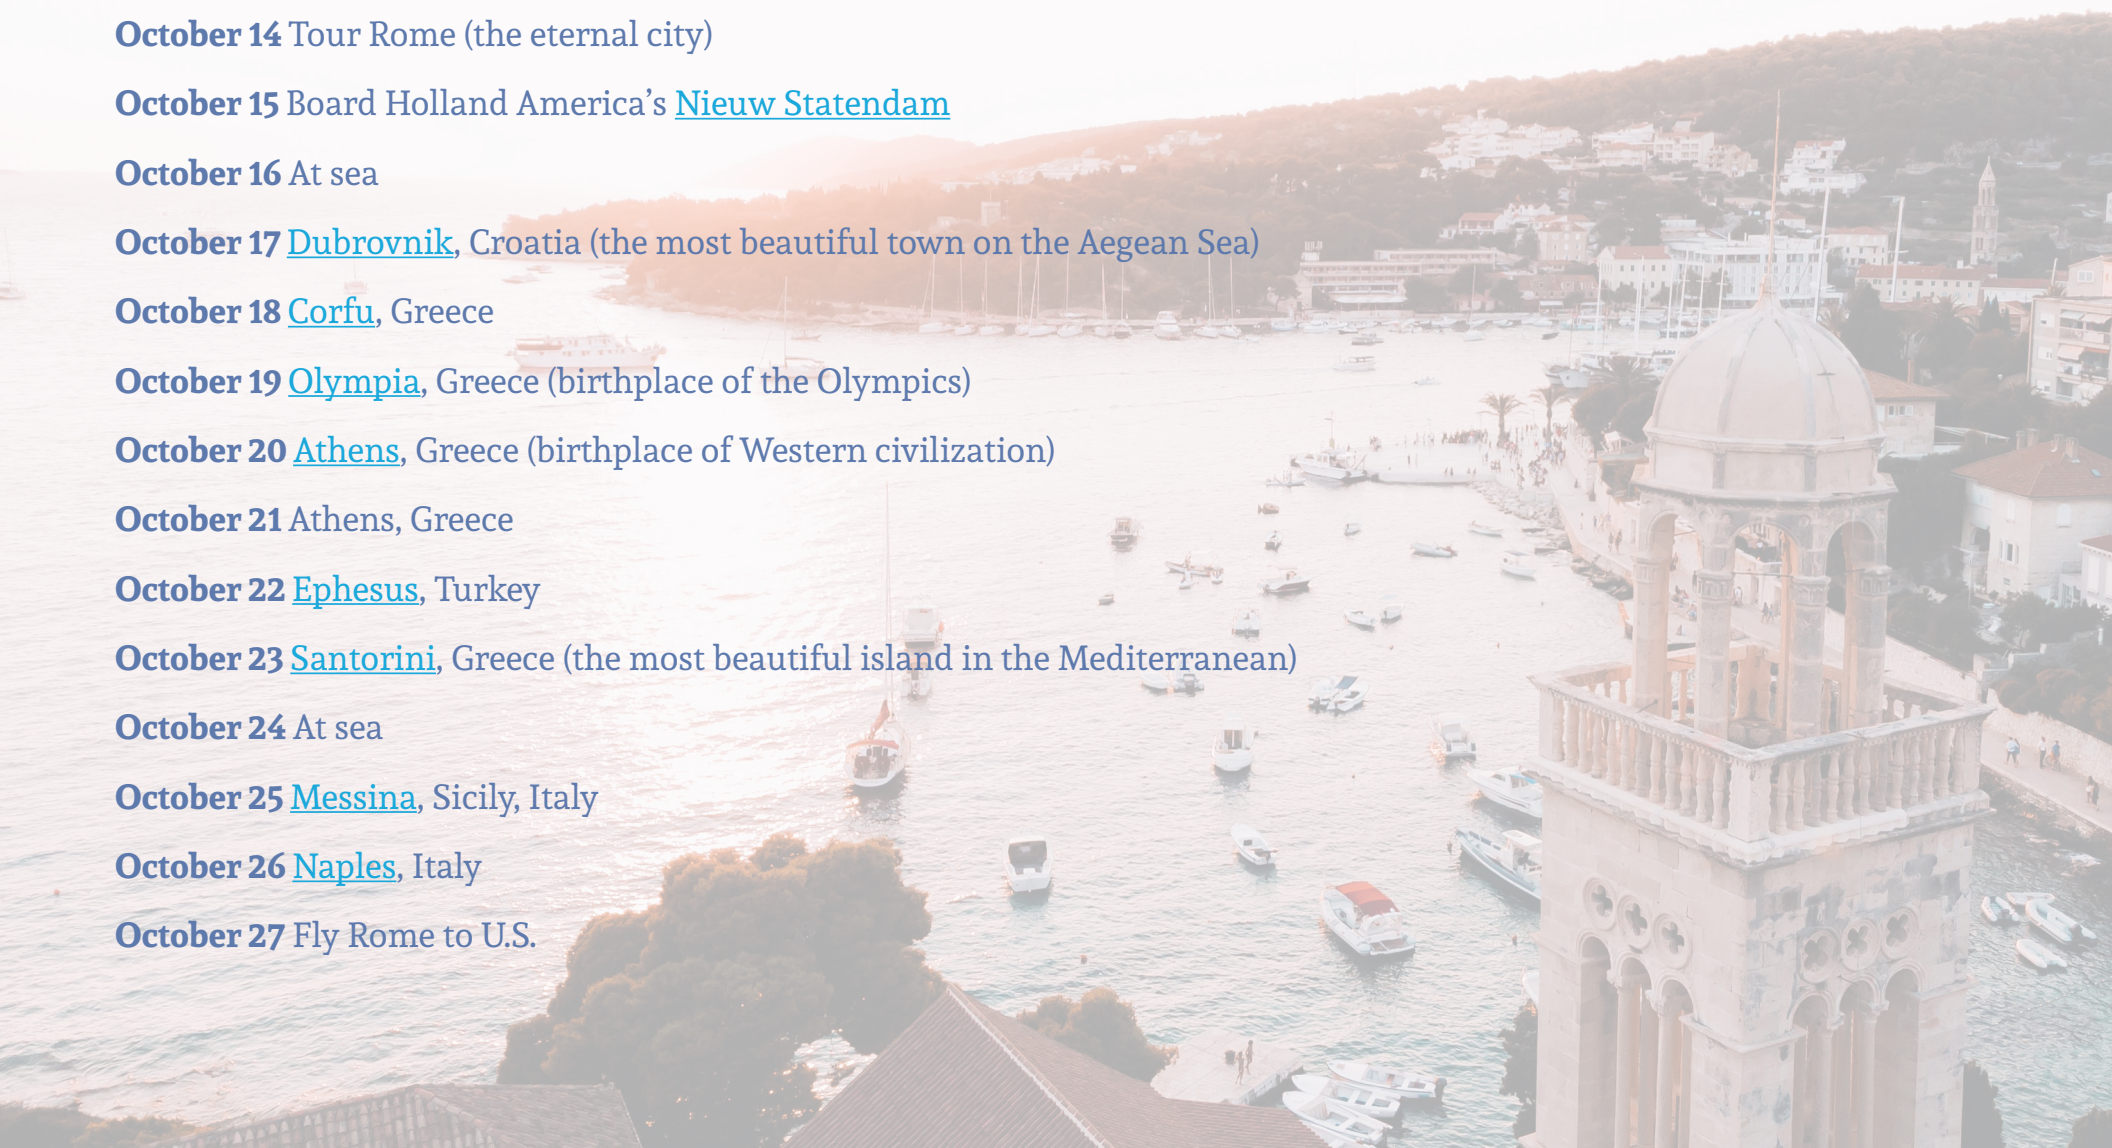 October 14 Tour Rome (the eternal city)
October 15 Board Holland America’s Nieuw Statendam
October 16 At sea
October 17 Dubrovnik, Croatia (the most beautiful town on the Aegean Sea)
October 18 Corfu, Greece
October 19 Olympia, Greece (birthplace of the Olympics)
October 20 Athens, Greece (birthplace of Western civilization)
October 21 Athens, Greece
October 22 Ephesus, Turkey
October 23 Santorini, Greece (the most beautiful island in the Mediterranean)
October 24 At sea
October 25 Messina, Sicily, Italy
October 26 Naples, Italy
October 27 Fly Rome to U.S.